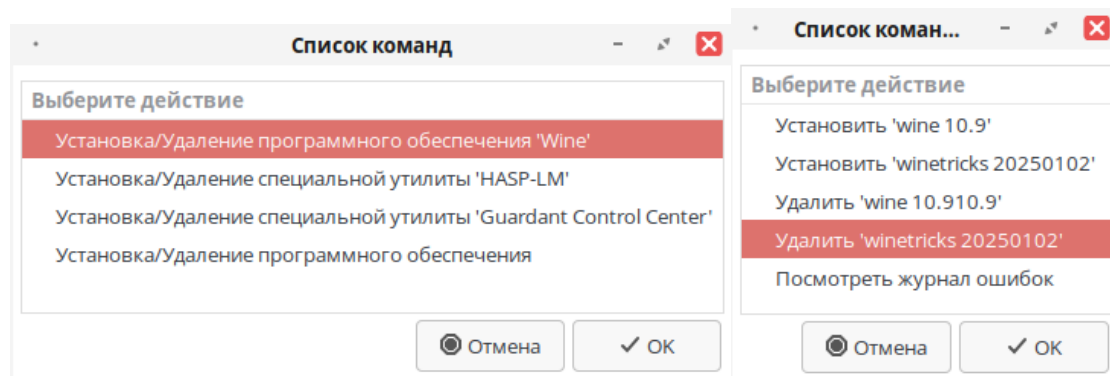 Список команд
Выберите действие
Установка/Удаление программного обеспечения 'Wine'
Установка/Удаление специальной утилиты 'HASP-LM'
Установка/Удаление специальной утилиты 'Guardant Control Center'
Установка/Удаление программного обеспечения
Отмена
OK
Список коман...
Выберите действие
Установить 'wine 10.9'
Установить 'winetricks 20250102'
Удалить 'wine 10.910.9'
Удалить 'winetricks 20250102'
Посмотреть журнал ошибок
Отмена
OK